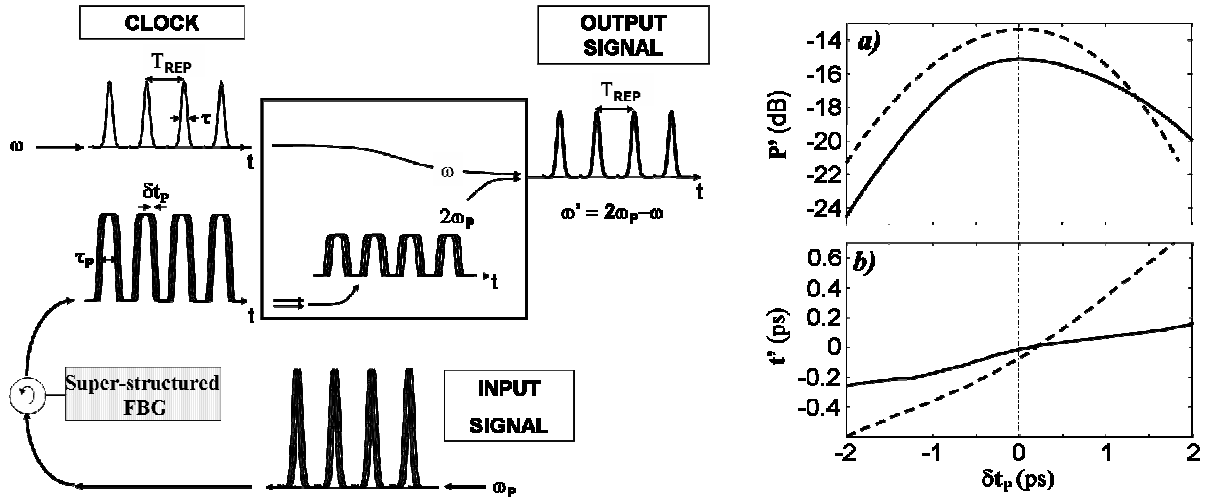 CLOCK
T_REP
τ
ω
t
δt_P
τ_P
t
ω
2ω_P
t
OUTPUT
SIGNAL
T_REP
t
ω' = 2ω_P–ω
Super-structured
FBG
INPUT
SIGNAL
ω_P
a)
P' (dB)
-14
-16
-18
-20
-22
-24
b)
t' (ps)
0.6
0.4
0.2
0
-0.2
-0.4
-2
-1
0
1
2
δt_P (ps)